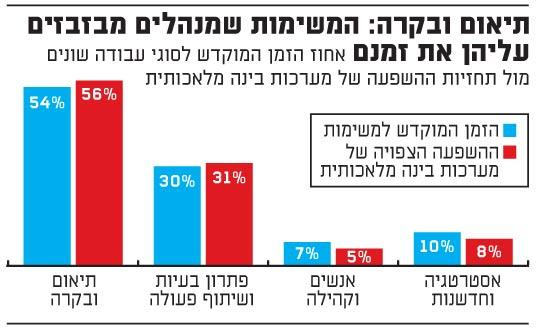 תיאום ובקרה: המשימות שמנהלים מבזבזים
עליהן את זמנם אחוז הזמן המוקדש לסוגי עבודה שונים
מול תחזיות ההשפעה של מערכות בינה מלאכותית
הזמן המוקדש למשימות
ההשפעה הצפויה של
מערכות בינה מלאכותית
54% 56%
30% 31%
7% 5%
10% 8%
תיאום
ובקרה
פתרון בעיות
ושיתוף פעולה
אנשים
וקהילה
אסטרטגיה
וחדשנות